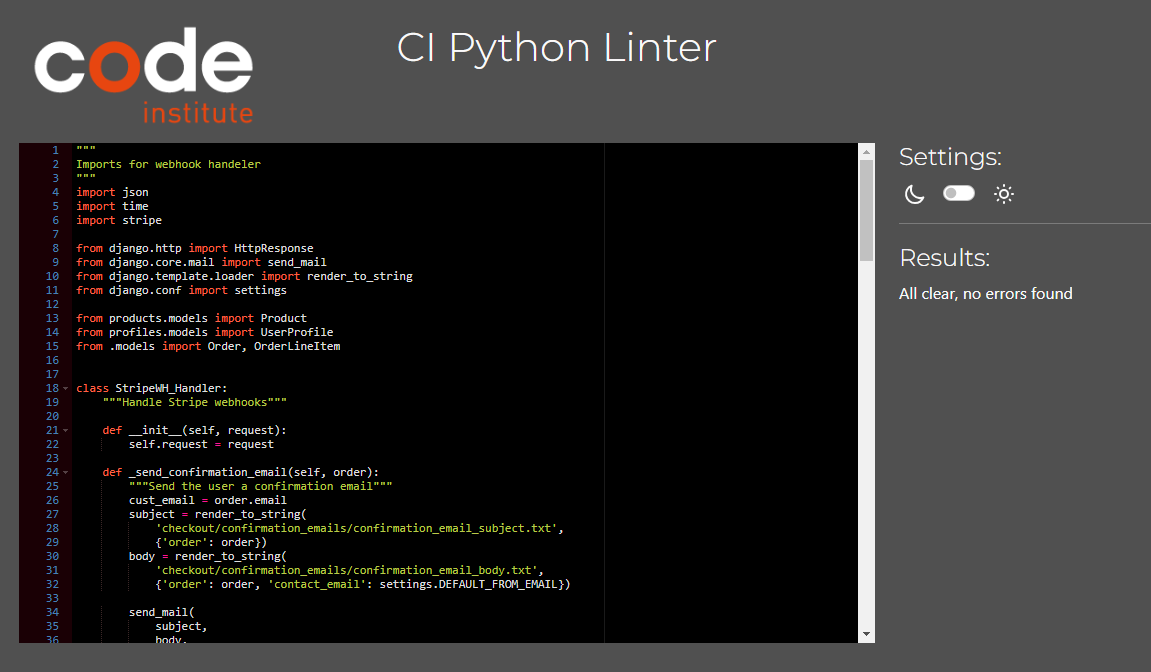 code
institute
CI Python Linter
1 """
2 Imports for webhook handeler
3 """
4 import json
5 import time
6 import stripe
7
8 from django.http import HttpResponse
9 from django.core.mail import send_mail
10 from django.template.loader import render_to_string
11 from django.conf import settings
12
13 from products.models import Product
14 from profiles.models import UserProfile
15 from .models import Order, OrderLineItem
16
17
18 class StripeWH_Handler:
19     """Handle Stripe webhooks"""
20
21     def __init__(self, request):
22         self.request = request
23
24     def _send_confirmation_email(self, order):
25         """Send the user a confirmation email"""
26         cust_email = order.email
27         subject = render_to_string(
28             'checkout/confirmation_emails/confirmation_email_subject.txt',
29             {'order': order})
30         body = render_to_string(
31             'checkout/confirmation_emails/confirmation_email_body.txt',
32             {'order': order, 'contact_email': settings.DEFAULT_FROM_EMAIL})
33
34         send_mail(
35             subject,
36             body,
Settings:
Results:
All clear, no errors found